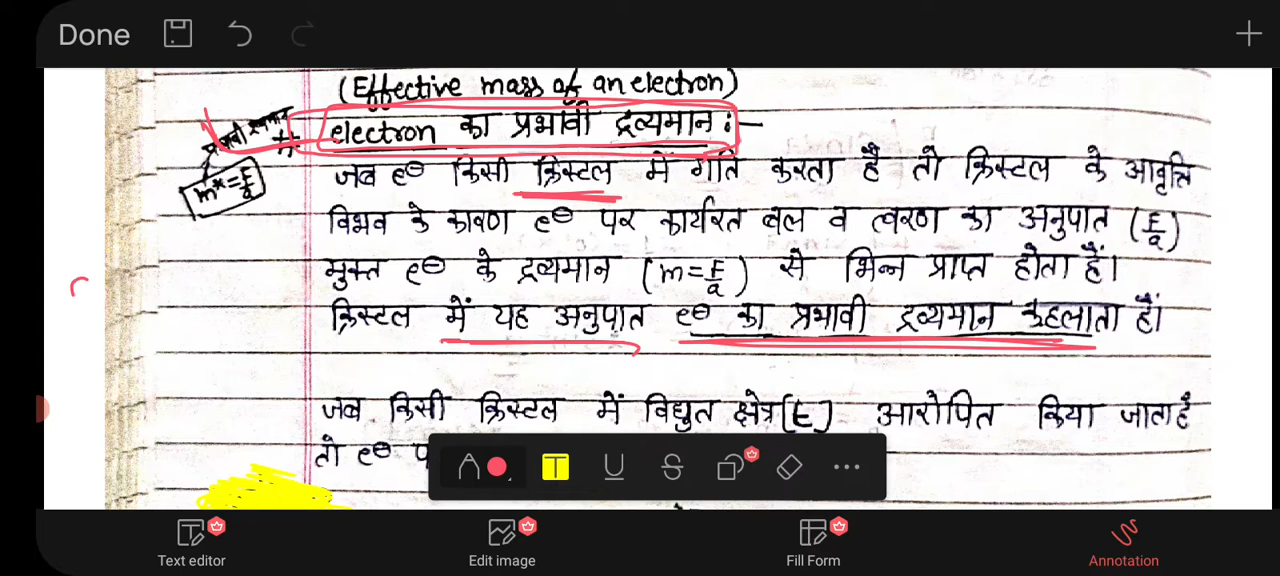 Done
(Effective mass of an electron)
electron का प्रभावी द्रव्यमान :-
जब e⊖ किसी क्रिस्टल में गति करता है तो क्रिस्टल के आवृत्ति
m* = F/a
विभव के कारण e⊖ पर कार्यरत बल व त्वरण का अनुपात (F/a)
मुक्त e⊖ के द्रव्यमान (m=F/a) से भिन्न प्राप्त होता है।
क्रिस्टल में यह अनुपात e⊖ का प्रभावी द्रव्यमान कहलाता है।
जब किसी क्रिस्टल में विद्युत क्षेत्र(E) आरोपित किया जाता है
तो e⊖ प
T
U
S
Text editor
Edit image
Fill Form
Annotation